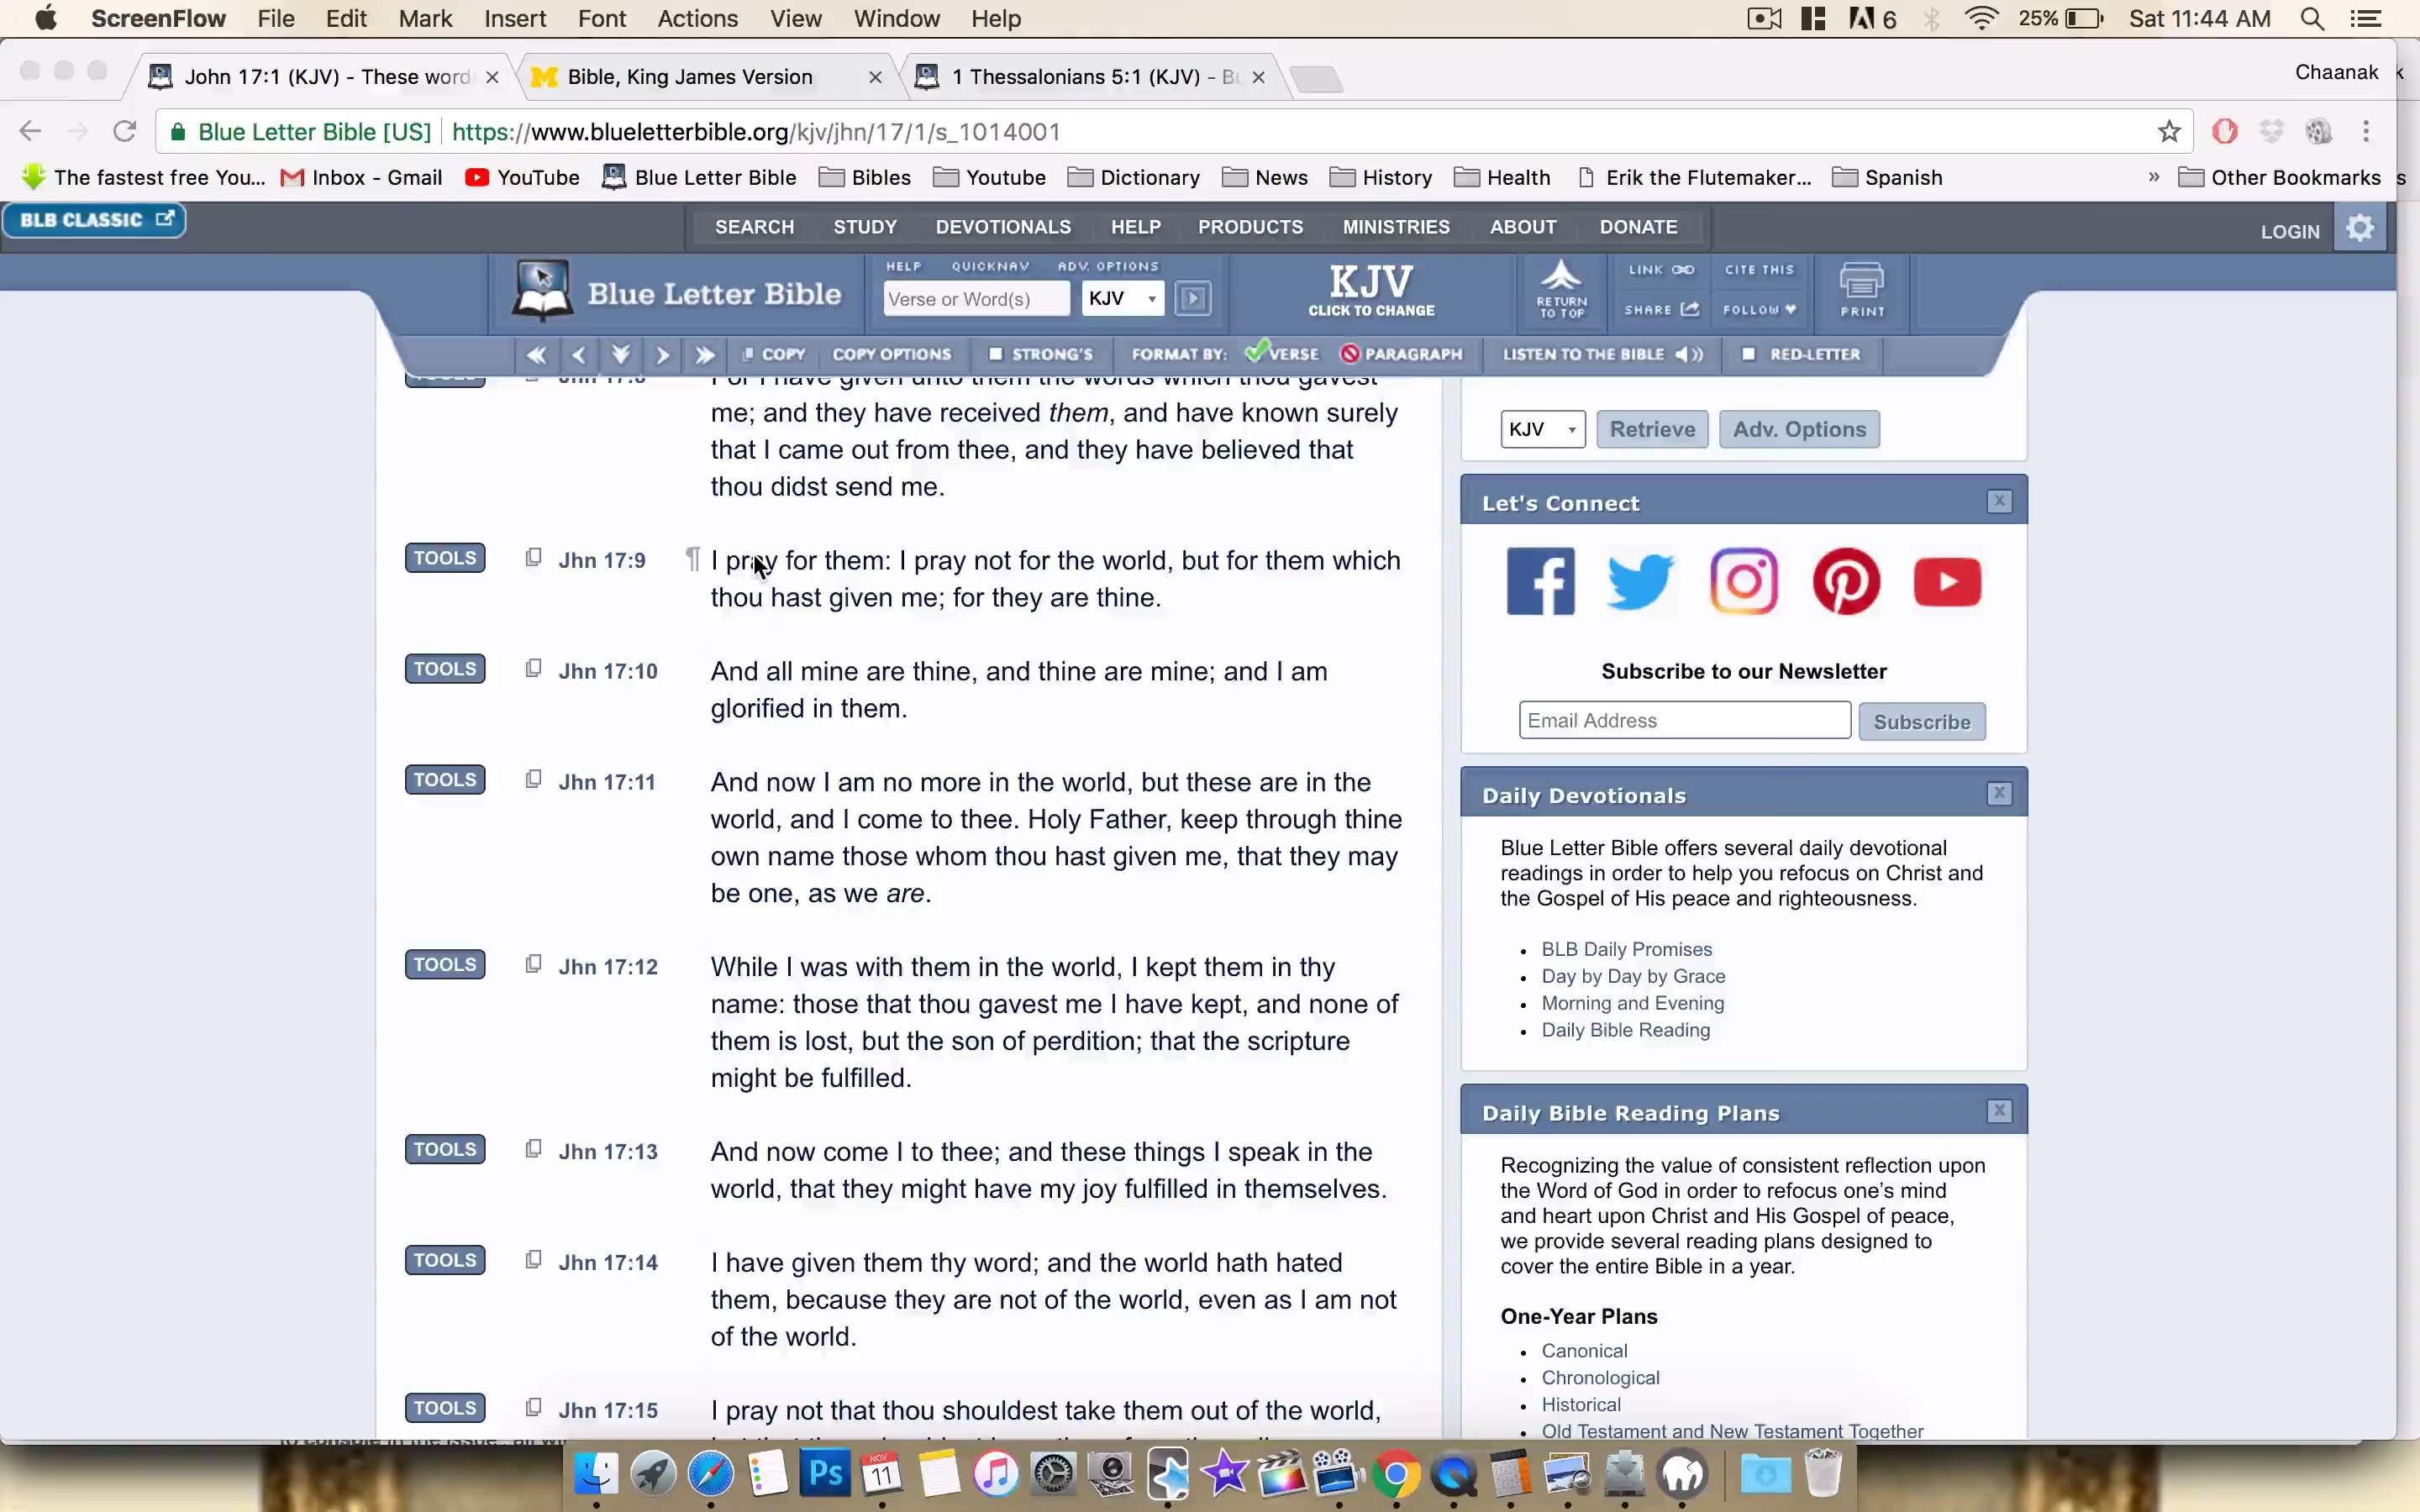 ScreenFlow File Edit Mark Insert Font Actions View Window Help 6 25% Sat 11:44 AM
John 17:1 (KJV) - These word Bible, King James Version 1 Thessalonians 5:1 (KJV) - Bu Chaanak
Blue Letter Bible [US] https://www.blueletterbible.org/kjv/jhn/17/1/s_1014001
The fastest free You... Inbox - Gmail YouTube Blue Letter Bible Bibles Youtube Dictionary News History Health Erik the Flutemaker... Spanish » Other Bookmarks
BLB CLASSIC SEARCH STUDY DEVOTIONALS HELP PRODUCTS MINISTRIES ABOUT DONATE LOGIN
HELP QUICKNAV ADV. OPTIONS
Blue Letter Bible Verse or Word(s) KJV
KJV
CLICK TO CHANGE
RETURN
TO TOP
LINK CITE THIS
SHARE FOLLOW PRINT
COPY COPY OPTIONS STRONG'S FORMAT BY: VERSE PARAGRAPH LISTEN TO THE BIBLE RED-LETTER
TOOLS Jhn 17:8 For I have given unto them the words which thou gavest
me; and they have received them, and have known surely
that I came out from thee, and they have believed that
thou didst send me.
TOOLS Jhn 17:9 ¶ I pray for them: I pray not for the world, but for them which
thou hast given me; for they are thine.
TOOLS Jhn 17:10 And all mine are thine, and thine are mine; and I am
glorified in them.
TOOLS Jhn 17:11 And now I am no more in the world, but these are in the
world, and I come to thee. Holy Father, keep through thine
own name those whom thou hast given me, that they may
be one, as we are.
TOOLS Jhn 17:12 While I was with them in the world, I kept them in thy
name: those that thou gavest me I have kept, and none of
them is lost, but the son of perdition; that the scripture
might be fulfilled.
TOOLS Jhn 17:13 And now come I to thee; and these things I speak in the
world, that they might have my joy fulfilled in themselves.
TOOLS Jhn 17:14 I have given them thy word; and the world hath hated
them, because they are not of the world, even as I am not
of the world.
TOOLS Jhn 17:15 I pray not that thou shouldest take them out of the world,
KJV Retrieve Adv. Options
Let's Connect
Subscribe to our Newsletter
Email Address Subscribe
Daily Devotionals
Blue Letter Bible offers several daily devotional
readings in order to help you refocus on Christ and
the Gospel of His peace and righteousness.
BLB Daily Promises
Day by Day by Grace
Morning and Evening
Daily Bible Reading
Daily Bible Reading Plans
Recognizing the value of consistent reflection upon
the Word of God in order to refocus one's mind
and heart upon Christ and His Gospel of peace,
we provide several reading plans designed to
cover the entire Bible in a year.
One-Year Plans
Canonical
Chronological
Historical
Old Testament and New Testament Together
Ps NOV 11